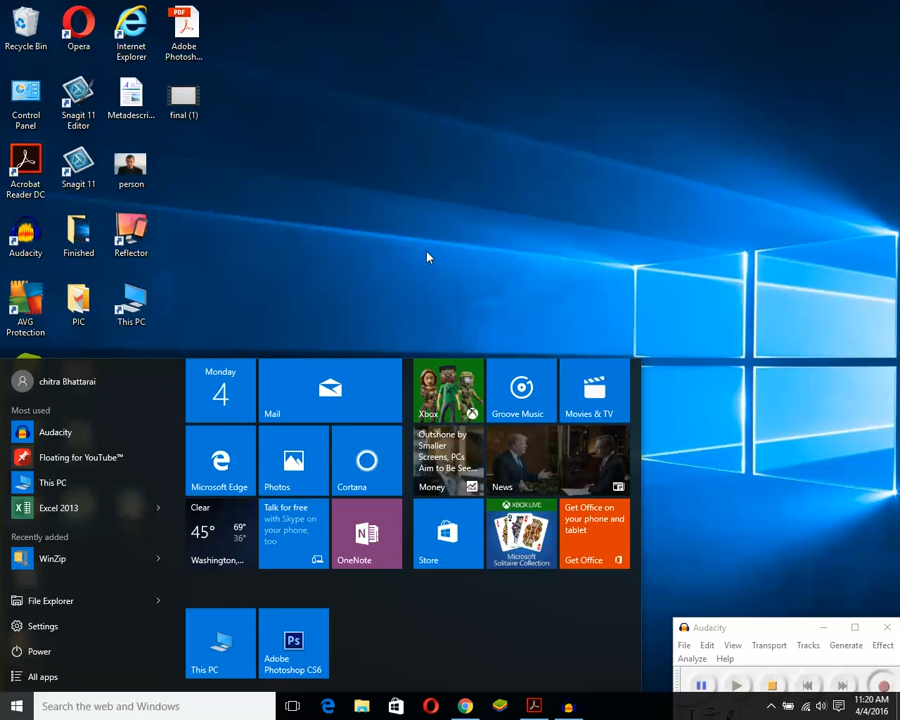 Recycle Bin
Opera
Internet
Explorer
PDF
Adobe
Photosh...
Control
Panel
Snagit 11
Editor
Metadescri...
final (1)
Acrobat
Reader DC
Snagit 11
person
Audacity
Finished
Reflector
AVG
Protection
PIC
This PC
chitra Bhattarai
Most used
Audacity
Floating for YouTube™
This PC
Excel 2013
Recently added
WinZip
File Explorer
Settings
Power
All apps
Monday
4
Mail
Microsoft Edge
Photos
Cortana
Clear
45° 69°
36°
Washington,...
Talk for free
with Skype on
your phone,
too
OneNote
This PC
Ps
Adobe
Photoshop CS6
Xbox
Groove Music
Movies & TV
Outshone by
Smaller
Screens, PCs
Aim to Be See...
Money
News
Store
XBOX LIVE
Microsoft
Solitaire Collection
Get Office on
your phone and
tablet
Get Office
Audacity
File Edit View Transport Tracks Generate Effect
Analyze Help
Search the web and Windows
11:20 AM
4/4/2016